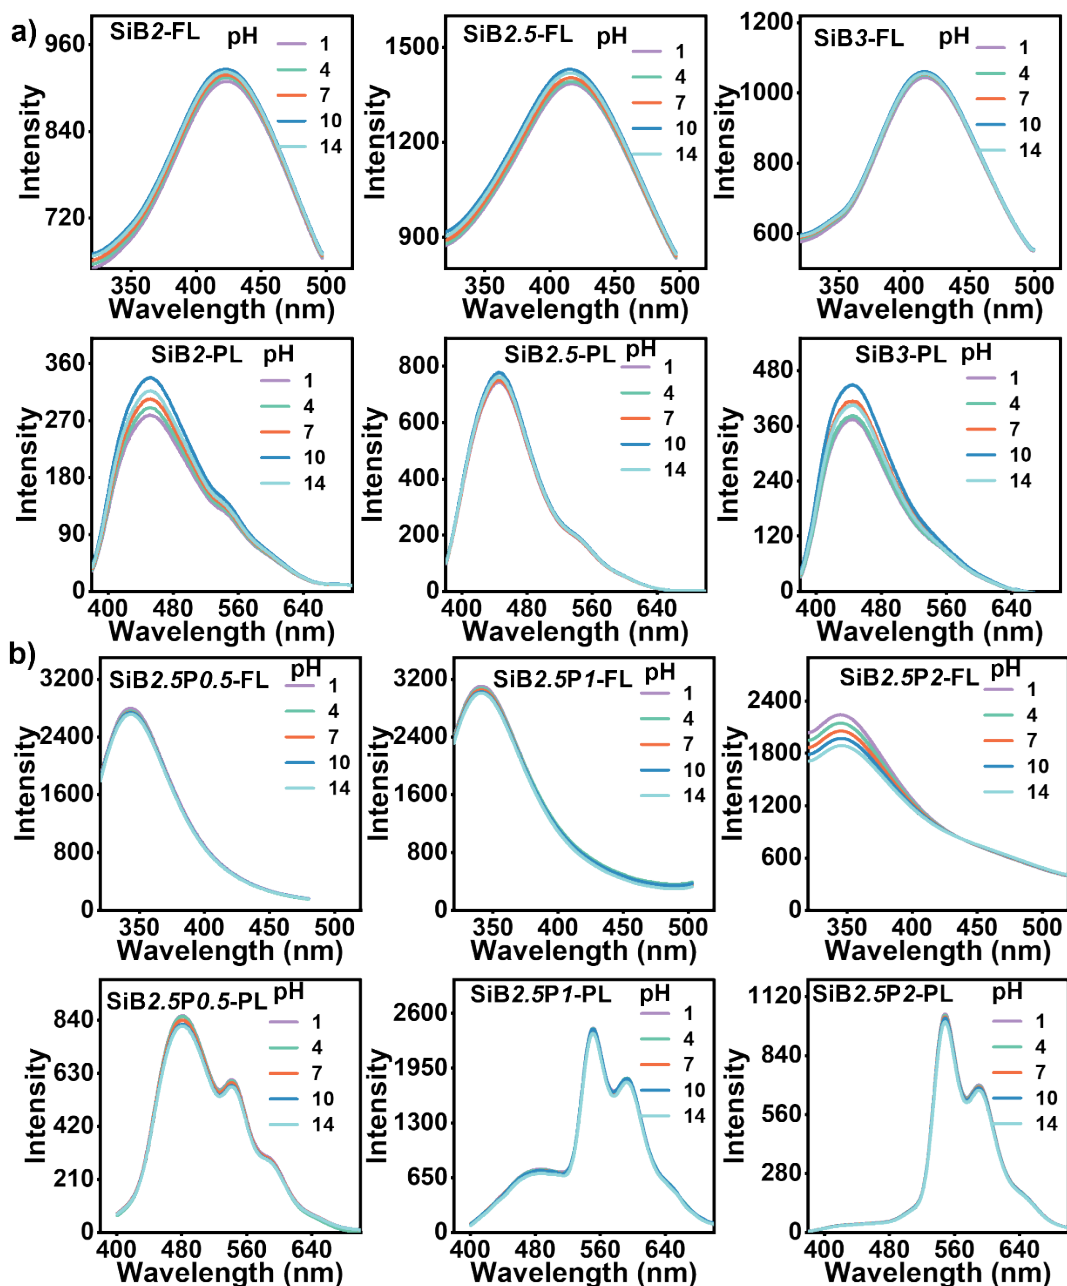 a)
SiB2-FL
pH
1
4
7
10
14
960
840
720
350 400 450 500
Intensity
Wavelength (nm)
SiB2.5-FL
pH
1
4
7
10
14
1500
1200
900
350 400 450 500
Intensity
Wavelength (nm)
SiB3-FL
pH
1
4
7
10
14
1200
1000
800
600
350 400 450 500
Intensity
Wavelength (nm)
SiB2-PL
pH
1
4
7
10
14
360
270
180
90
0
400 480 560 640
Intensity
Wavelength (nm)
SiB2.5-PL
pH
1
4
7
10
14
800
600
400
200
0
400 480 560 640
Intensity
Wavelength (nm)
SiB3-PL
pH
1
4
7
10
14
480
360
240
120
0
400 480 560 640
Intensity
Wavelength (nm)
b)
SiB2.5P0.5-FL
pH
1
4
7
10
14
3200
2400
1600
800
0
350 400 450 500
Intensity
Wavelength (nm)
SiB2.5P1-FL
pH
1
4
7
10
14
3200
2400
1600
800
0
350 400 450 500
Intensity
Wavelength (nm)
SiB2.5P2-FL
pH
1
4
7
10
14
2400
1800
1200
600
0
350 400 450 500
Intensity
Wavelength (nm)
SiB2.5P0.5-PL
pH
1
4
7
10
14
840
630
420
210
0
400 480 560 640
Intensity
Wavelength (nm)
SiB2.5P1-PL
pH
1
4
7
10
14
2600
1950
1300
650
0
400 480 560 640
Intensity
Wavelength (nm)
SiB2.5P2-PL
pH
1
4
7
10
14
1120
840
560
280
0
400 480 560 640
Intensity
Wavelength (nm)